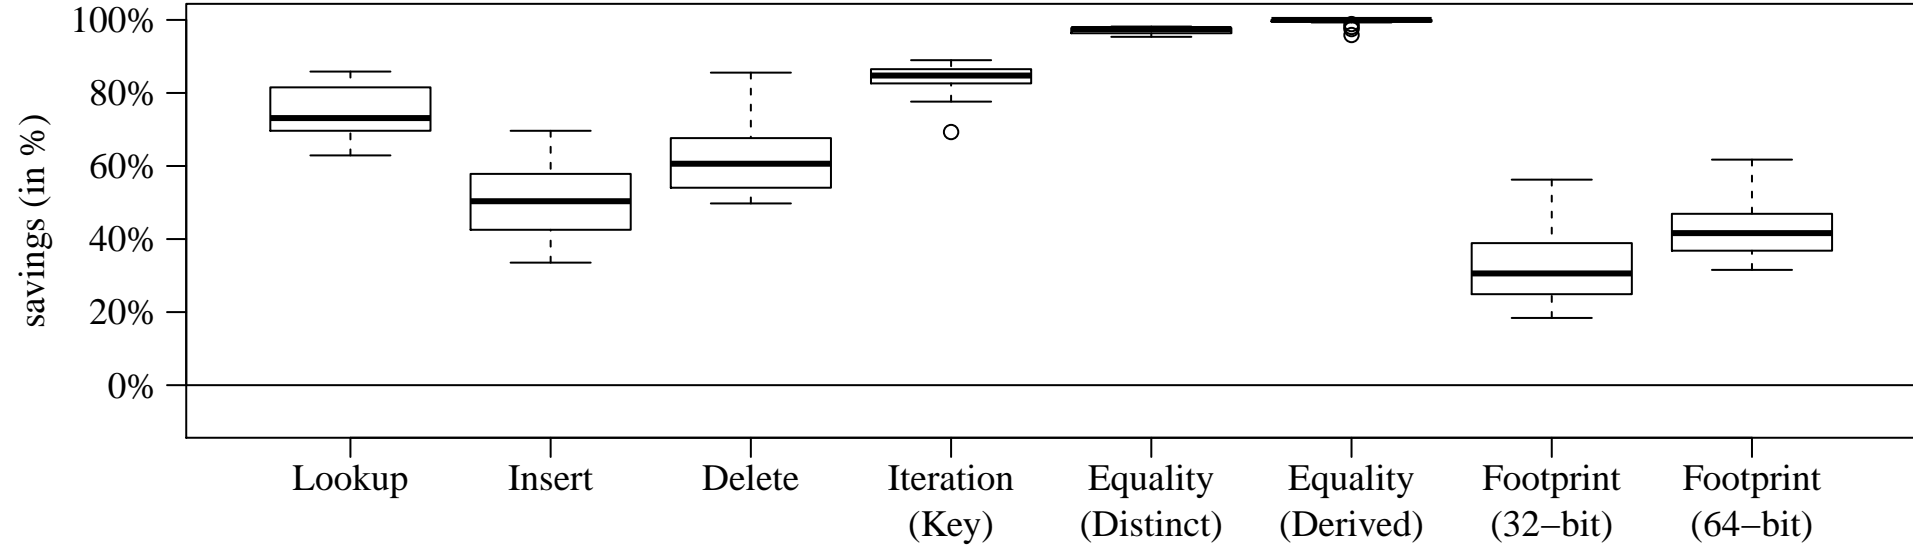 savings (in %)
100%
80%
60%
40%
20%
0%
Lookup
Insert
Delete
Iteration
(Key)
Equality
(Distinct)
Equality
(Derived)
Footprint
(32−bit)
Footprint
(64−bit)